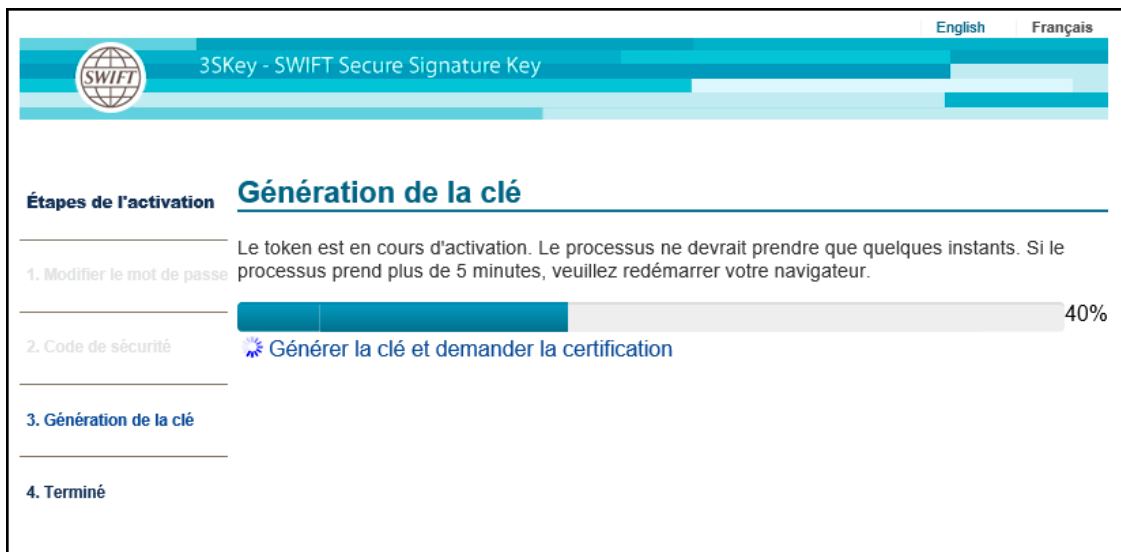 English Français
SWIFT
3SKey - SWIFT Secure Signature Key
Étapes de l'activation
1. Modifier le mot de passe
2. Code de sécurité
3. Génération de la clé
4. Terminé
Génération de la clé
Le token est en cours d'activation. Le processus ne devrait prendre que quelques instants. Si le
processus prend plus de 5 minutes, veuillez redémarrer votre navigateur.
40%
Générer la clé et demander la certification